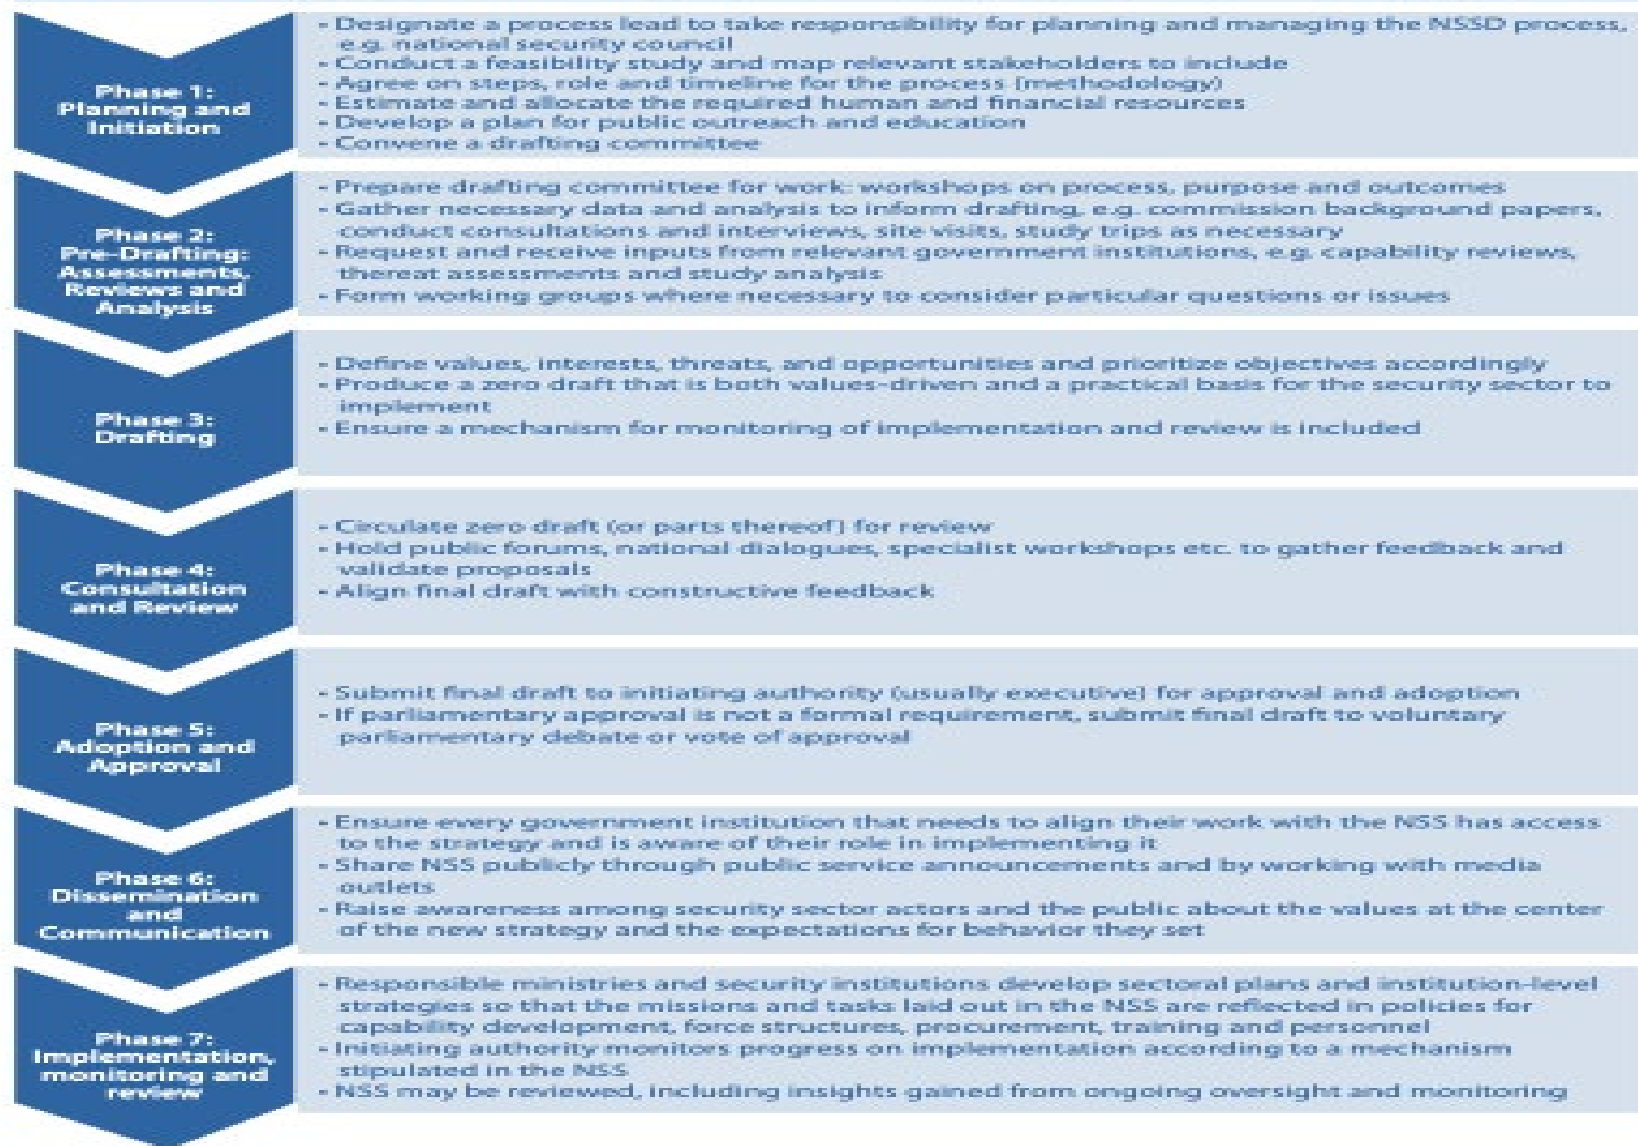 Phase 1:
Planning and
Initiation
- Designate a process lead to take responsibility for planning and managing the NSSD process,
e.g. national security council
- Conduct a feasibility study and map relevant stakeholders to include
- Agree on steps, role and timeline for the process (methodology)
- Estimate and allocate the required human and financial resources
- Develop a plan for public outreach and education
- Convene a drafting committee
Phase 2:
Pre-Drafting:
Assessments,
Reviews and
Analysis
- Prepare drafting committee for work: workshops on process, purpose and outcomes
- Gather necessary data and analysis to inform drafting, e.g. commission background papers,
conduct consultations and interviews, site visits, study trips as necessary
- Request and receive inputs from relevant government institutions, e.g. capability reviews,
thereat assessments and study analysis
- Form working groups where necessary to consider particular questions or issues
Phase 3:
Drafting
- Define values, interests, threats, and opportunities and prioritize objectives accordingly
- Produce a zero draft that is both values-driven and a practical basis for the security sector to
implement
- Ensure a mechanism for monitoring of implementation and review is included
Phase 4:
Consultation
and Review
- Circulate zero draft (or parts thereof) for review
- Hold public forums, national dialogues, specialist workshops etc. to gather feedback and
validate proposals
- Align final draft with constructive feedback
Phase 5:
Adoption and
Approval
- Submit final draft to initiating authority (usually executive) for approval and adoption
- If parliamentary approval is not a formal requirement, submit final draft to voluntary
parliamentary debate or vote of approval
Phase 6:
Dissemination
and
Communication
- Ensure every government institution that needs to align their work with the NSS has access
to the strategy and is aware of their role in implementing it
- Share NSS publicly through public service announcements and by working with media
outlets
- Raise awareness among security sector actors and the public about the values at the center
of the new strategy and the expectations for behavior they set
Phase 7:
Implementation,
monitoring and
review
- Responsible ministries and security institutions develop sectoral plans and institution-level
strategies so that the missions and tasks laid out in the NSS are reflected in policies for
capability development, force structures, procurement, training and personnel
- Initiating authority monitors progress on implementation according to a mechanism
stipulated in the NSS
- NSS may be reviewed, including insights gained from ongoing oversight and monitoring